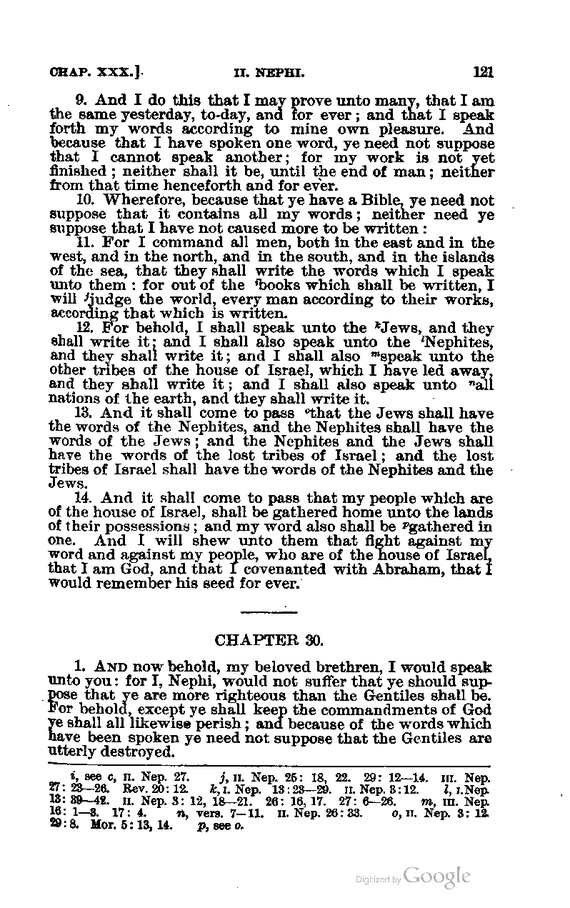 CHAP. XXX.] II. NEPHI. 121
9. And I do this that I may prove unto many, that I am
the same yesterday, to-day, and for ever; and that I speak
forth my words according to mine own pleasure. And
because that I have spoken one word, ye need not suppose
that I cannot speak another; for my work is not yet
finished; neither shall it be, until the end of man; neither
from that time henceforth and for ever.
10. Wherefore, because that ye have a Bible, ye need not
suppose that it contains all my words; neither need ye
suppose that I have not caused more to be written:
11. For I command all men, both in the east and in the
west, and in the north, and in the south, and in the islands
of the sea, that they shall write the words which I speak
unto them: for out of the ⁱbooks which shall be written, I
will ʲjudge the world, every man according to their works,
according that which is written.
12. For behold, I shall speak unto the ᵏJews, and they
shall write it; and I shall also speak unto the ˡNephites,
and they shall write it; and I shall also ᵐspeak unto the
other tribes of the house of Israel, which I have led away,
and they shall write it; and I shall also speak unto ⁿall
nations of the earth, and they shall write it.
13. And it shall come to pass ᵒthat the Jews shall have
the words of the Nephites, and the Nephites shall have the
words of the Jews; and the Nephites and the Jews shall
have the words of the lost tribes of Israel; and the lost
tribes of Israel shall have the words of the Nephites and the
Jews.
14. And it shall come to pass that my people which are
of the house of Israel, shall be gathered home unto the lands
of their possessions; and my word also shall be ᵖgathered in
one. And I will shew unto them that fight against my
word and against my people, who are of the house of Israel,
that I am God, and that I covenanted with Abraham, that I
would remember his seed for ever.
CHAPTER 30.
1. AND now behold, my beloved brethren, I would speak
unto you: for I, Nephi, would not suffer that ye should sup-
pose that ye are more righteous than the Gentiles shall be.
For behold, except ye shall keep the commandments of God
ye shall all likewise perish; and because of the words which
have been spoken ye need not suppose that the Gentiles are
utterly destroyed.
i, see c, II. Nep. 27. j, II. Nep. 25: 18, 22. 29: 12—14. III. Nep.
27: 23—26. Rev. 20: 12. k, I. Nep. 13: 23—29. II. Nep. 3: 12. l, I. Nep.
13: 39—42. II. Nep. 3: 12, 18—21. 26: 16, 17. 27: 6—26. m, III. Nep.
16: 1—3. 17: 4. n, vers. 7—11. II. Nep. 26: 33. o, II. Nep. 3: 12.
29: 8. Mor. 5: 13, 14. p, see o.
Digitized by Google